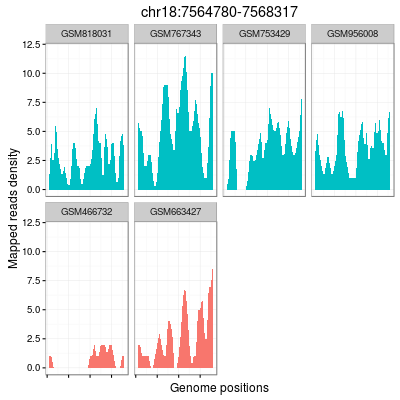 chr18:7564780-7568317
GSM818031 GSM767343 GSM753429 GSM956008
12.5
10.0
7.5
5.0
2.5
0.0
GSM466732 GSM663427
12.5
10.0
7.5
5.0
2.5
0.0
Mapped reads density
Genome positions